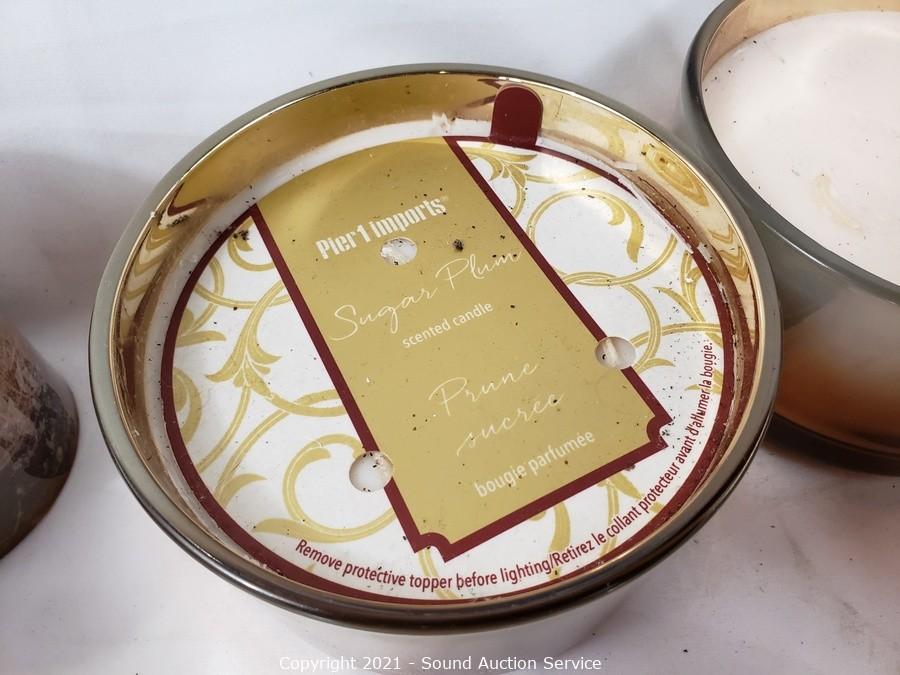 Pier 1 imports®
Sugar Plum
scented candle
Prune
sucrée
bougie parfumée
Remove protective topper before lighting/Retirez le collant protecteur avant d'allumer la bougie.
Copyright 2021 - Sound Auction Service